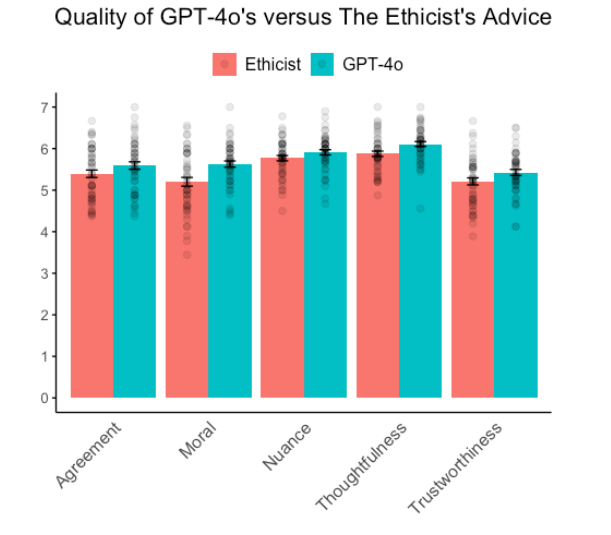 Quality of GPT-4o's versus The Ethicist's Advice
Ethicist GPT-4o
7
6
5
4
3
2
1
0
Agreement
Moral
Nuance
Thoughtfulness
Trustworthiness